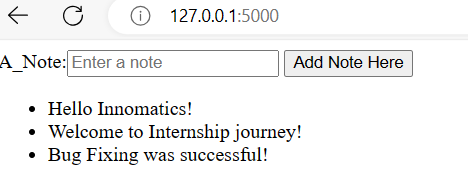 127.0.0.1:5000
A_Note: Enter a note Add Note Here
Hello Innomatics!
Welcome to Internship journey!
Bug Fixing was successful!